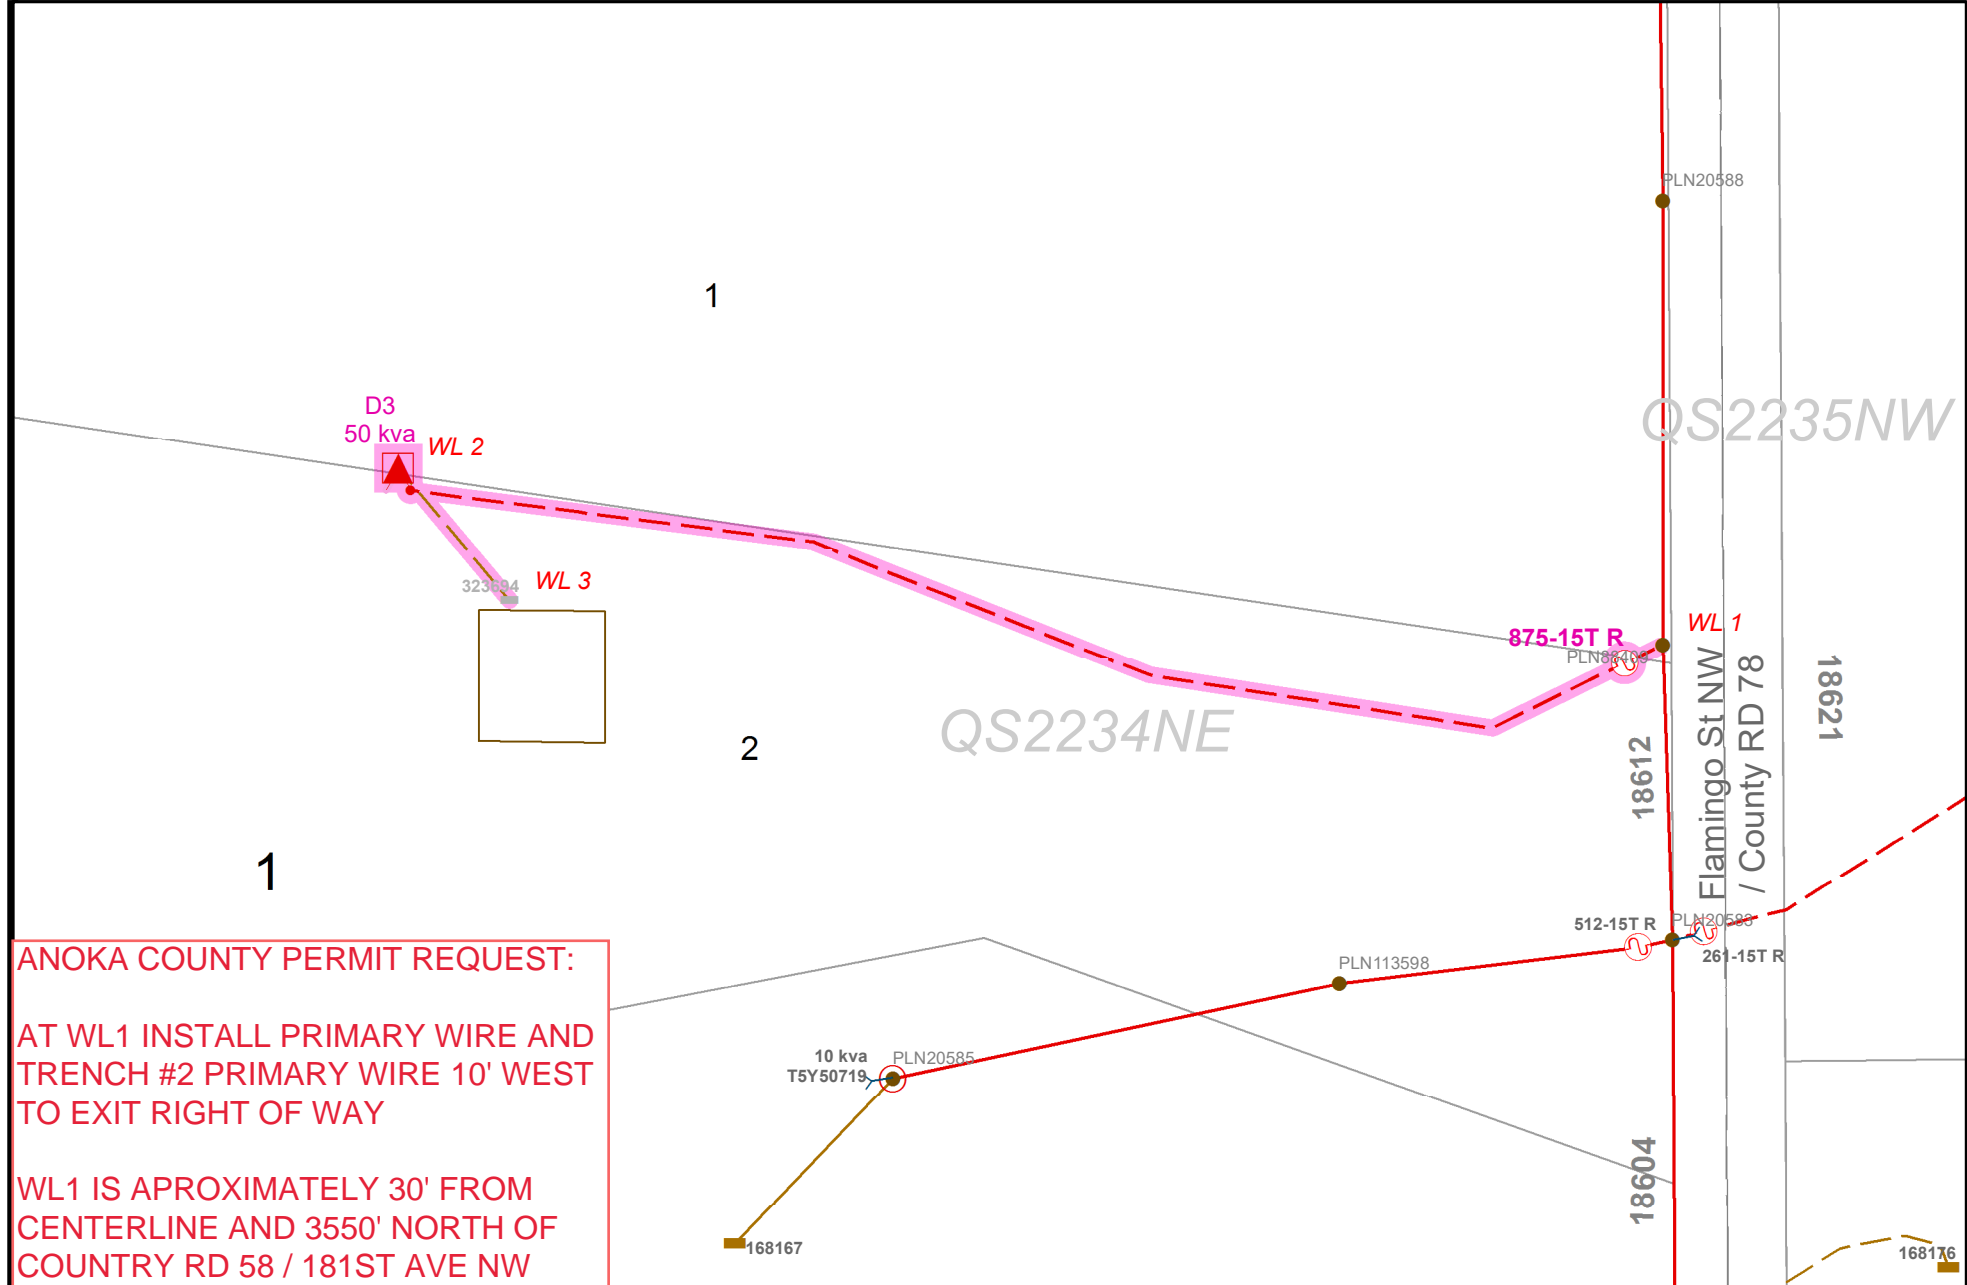 PLN20588
1
QS2235NW
D3
50 kva
WL 2
323694
WL 3
875-15T R
PLN88409
WL 1
Flamingo St NW
/ County RD 78
18621
18612
QS2234NE
2
1
512-15T R
PLN20583
261-15T R
PLN113598
10 kva
T5Y50719
PLN20585
168167
18604
168176
ANOKA COUNTY PERMIT REQUEST:
AT WL1 INSTALL PRIMARY WIRE AND
TRENCH #2 PRIMARY WIRE 10' WEST
TO EXIT RIGHT OF WAY
WL1 IS APROXIMATELY 30' FROM
CENTERLINE AND 3550' NORTH OF
COUNTRY RD 58 / 181ST AVE NW